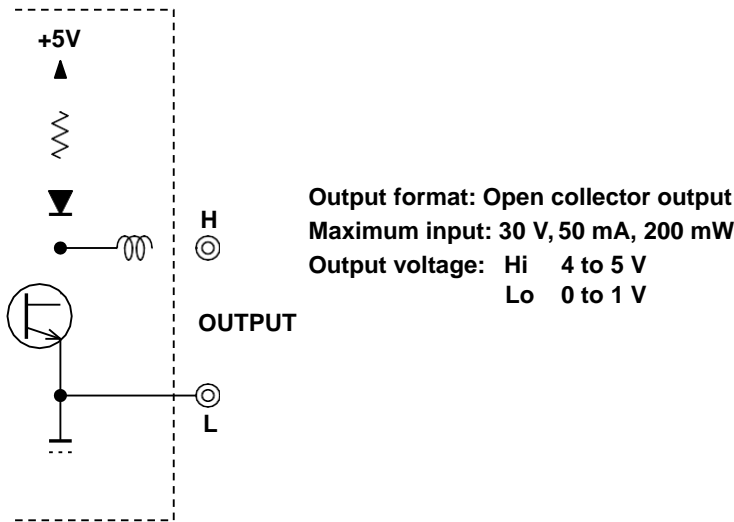 +5V
H
OUTPUT
L
Output format: Open collector output
Maximum input: 30 V, 50 mA, 200 mW
Output voltage: Hi 4 to 5 V
Lo 0 to 1 V